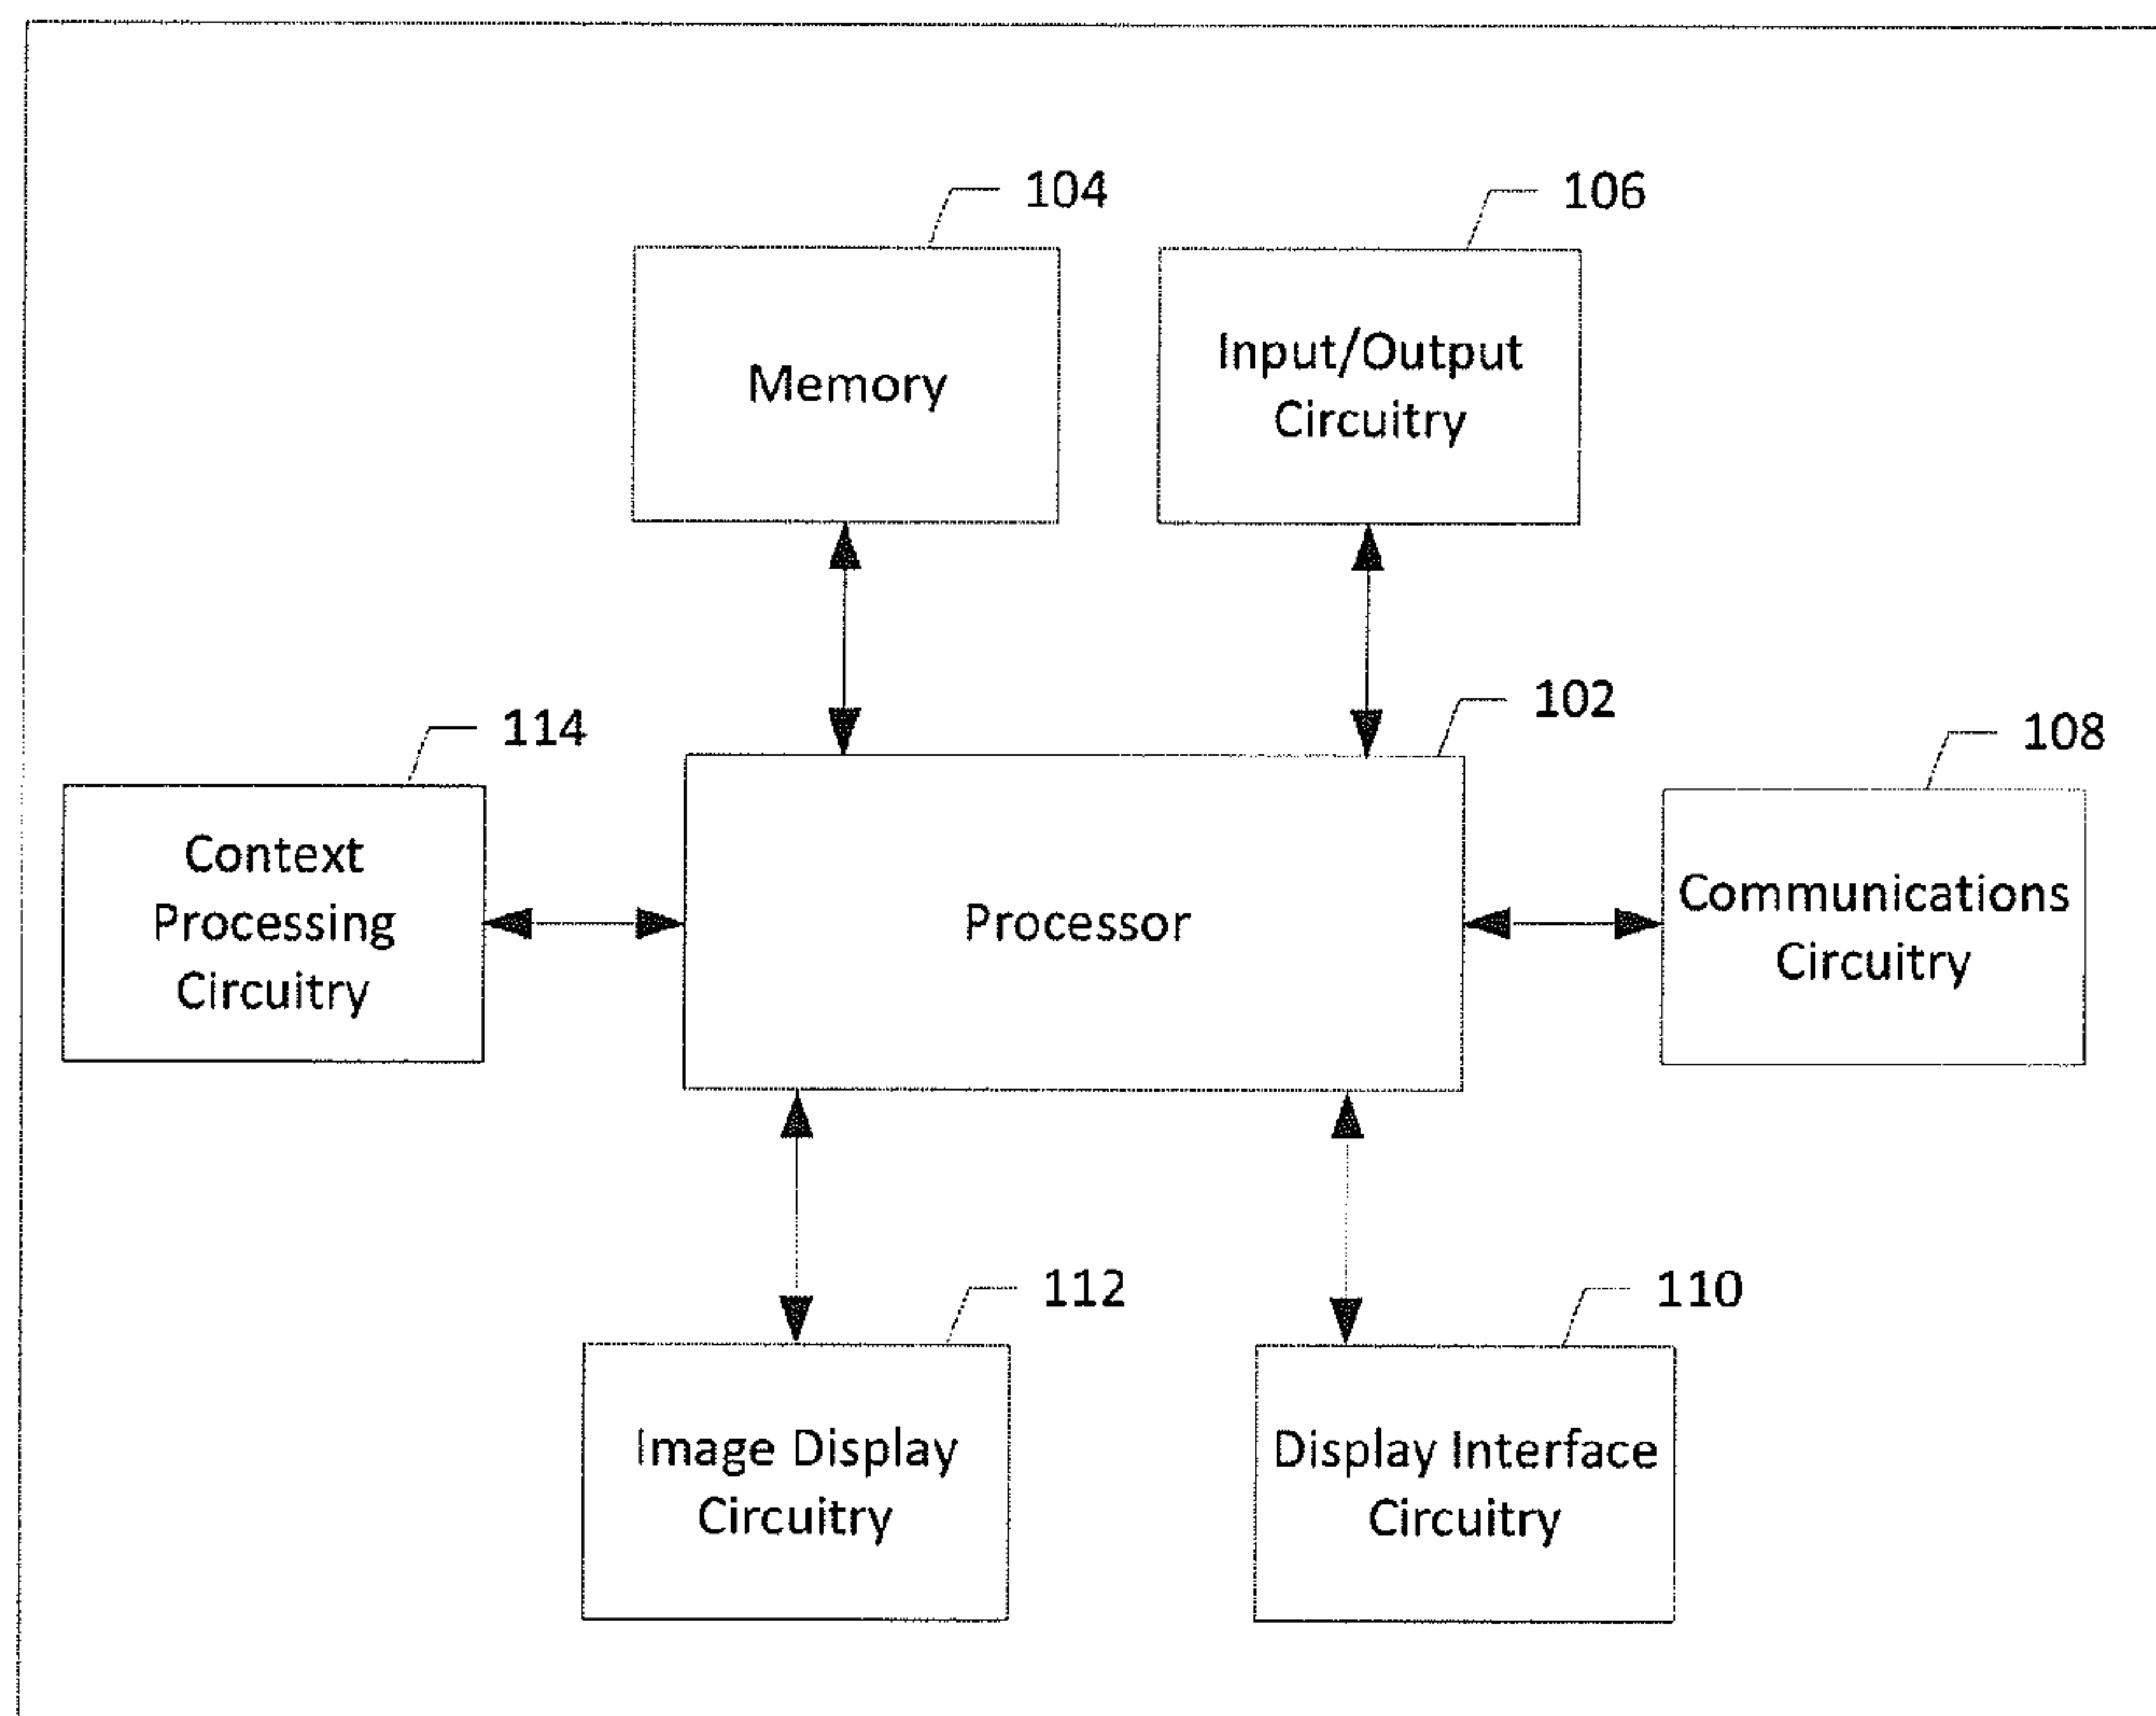 104
106
Memory
Input/Output
Circuitry
102
114
108
Context
Processing
Circuitry
Processor
Communications
Circuitry
112
110
Image Display
Circuitry
Display Interface
Circuitry